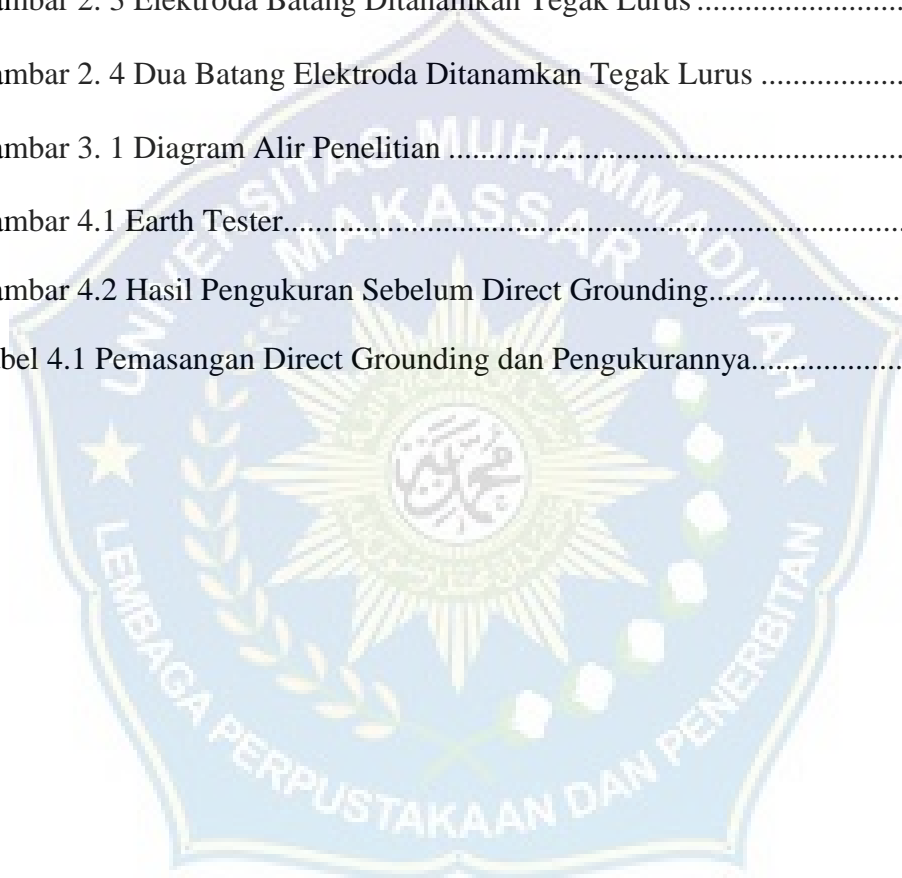 ambar 2. 3 Elektroda Batang Ditanamkan Tegak Lurus ..........................
ambar 2. 4 Dua Batang Elektroda Ditanamkan Tegak Lurus ..................
ambar 3. 1 Diagram Alir Penelitian .........................................................
ambar 4.1 Earth Tester.............................................................................
ambar 4.2 Hasil Pengukuran Sebelum Direct Grounding........................
bel 4.1 Pemasangan Direct Grounding dan Pengukurannya...................
UNIVERSITAS MUHAMMADIYAH
MAKASSAR
LEMBAGA PERPUSTAKAAN DAN PENERBITAN